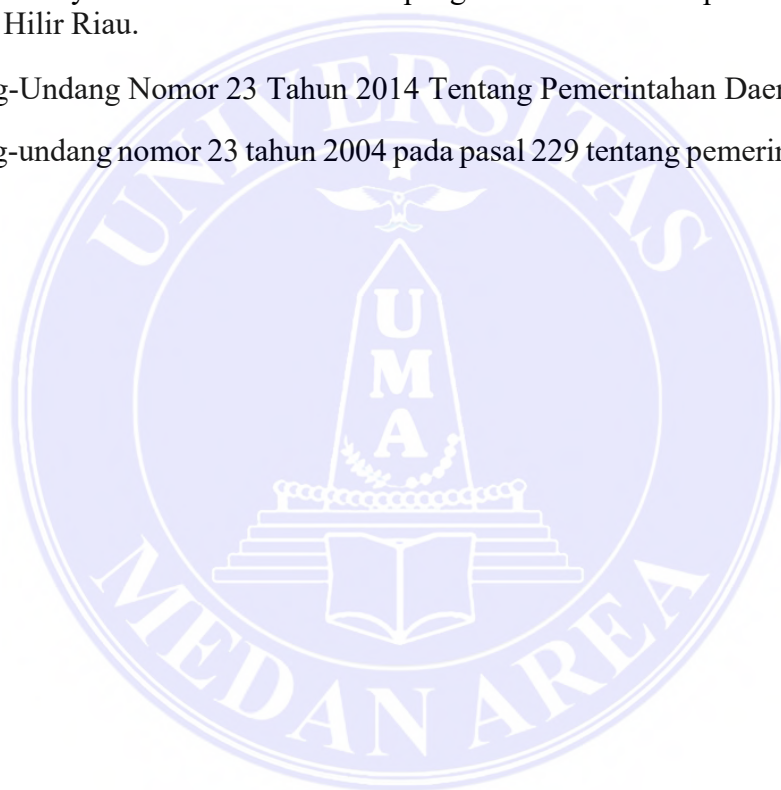 Hilir Riau.
g-Undang Nomor 23 Tahun 2014 Tentang Pemerintahan Daer
g-undang nomor 23 tahun 2004 pada pasal 229 tentang pemerin
UNIVERSITAS
UMA
MEDAN AREA